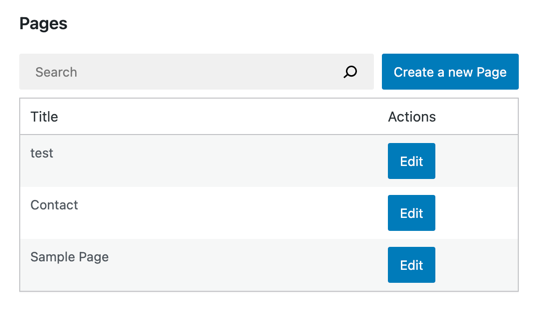 Pages
Search
Create a new Page
Title Actions
test Edit
Contact Edit
Sample Page Edit